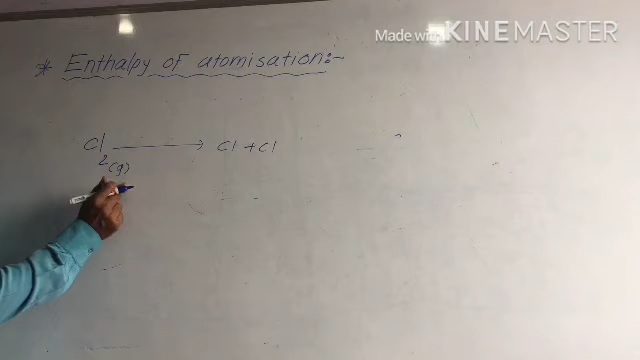 Made with KINEMASTER
* Enthalpy of atomisation:-
Cl2(g) → Cl + Cl